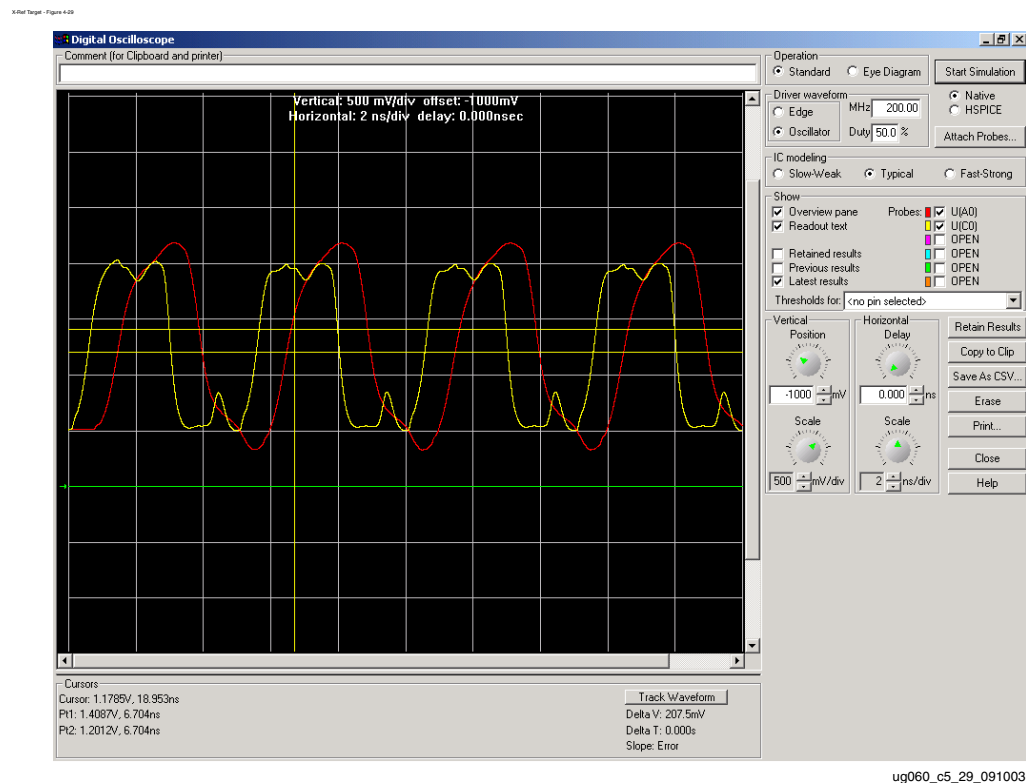 X-Ref Target - Figure 4-29
Digital Oscilloscope
Comment (for Clipboard and printer)
Vertical: 500 mV/div offset: -1000mV
Horizontal: 2 ns/div delay: 0.000nsec
Operation
Standard Eye Diagram
Start Simulation
Driver waveform
Edge
MHz 200.00
Oscillator
Duty 50.0 %
Native
HSPICE
Attach Probes...
IC modeling
Slow-Weak Typical Fast-Strong
Show
Overview pane Probes: U(A0)
Readout text U(C0)
OPEN
Retained results OPEN
Previous results OPEN
Latest results OPEN
Thresholds for: <no pin selected>
Vertical
Position
-1000 mV
Scale
500 mV/div
Horizontal
Delay
0.000 ns
Scale
2 ns/div
Retain Results
Copy to Clip
Save As CSV...
Erase
Print...
Close
Help
Cursors
Cursor: 1.1785V, 18.953ns
Pt1: 1.4087V, 6.704ns
Pt2: 1.2012V, 6.704ns
Track Waveform
Delta V: 207.5mV
Delta T: 0.000s
Slope: Error
ug060_c5_29_091003